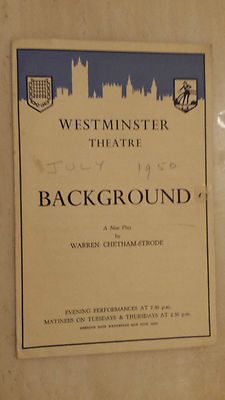 WESTMINSTER
THEATRE
JULY 1950
BACKGROUND
A New Play
by
WARREN CHETHAM-STRODE
EVENING PERFORMANCES AT 7.30 p.m.
MATINEES ON TUESDAYS & THURSDAYS AT 2.30 p.m.